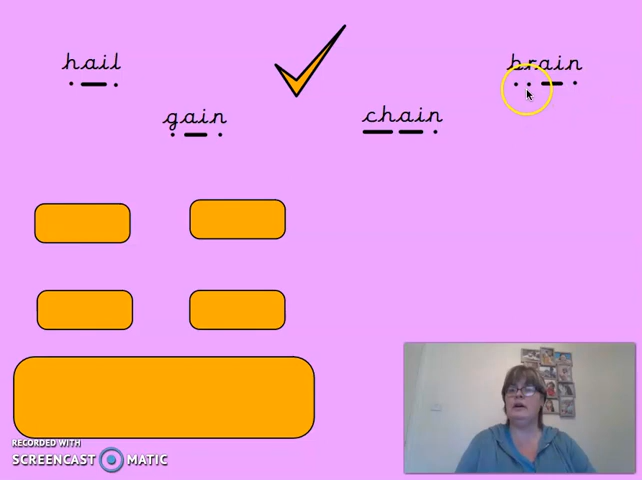 hail
brain
gain
chain
RECORDED WITH
SCREENCAST MATIC